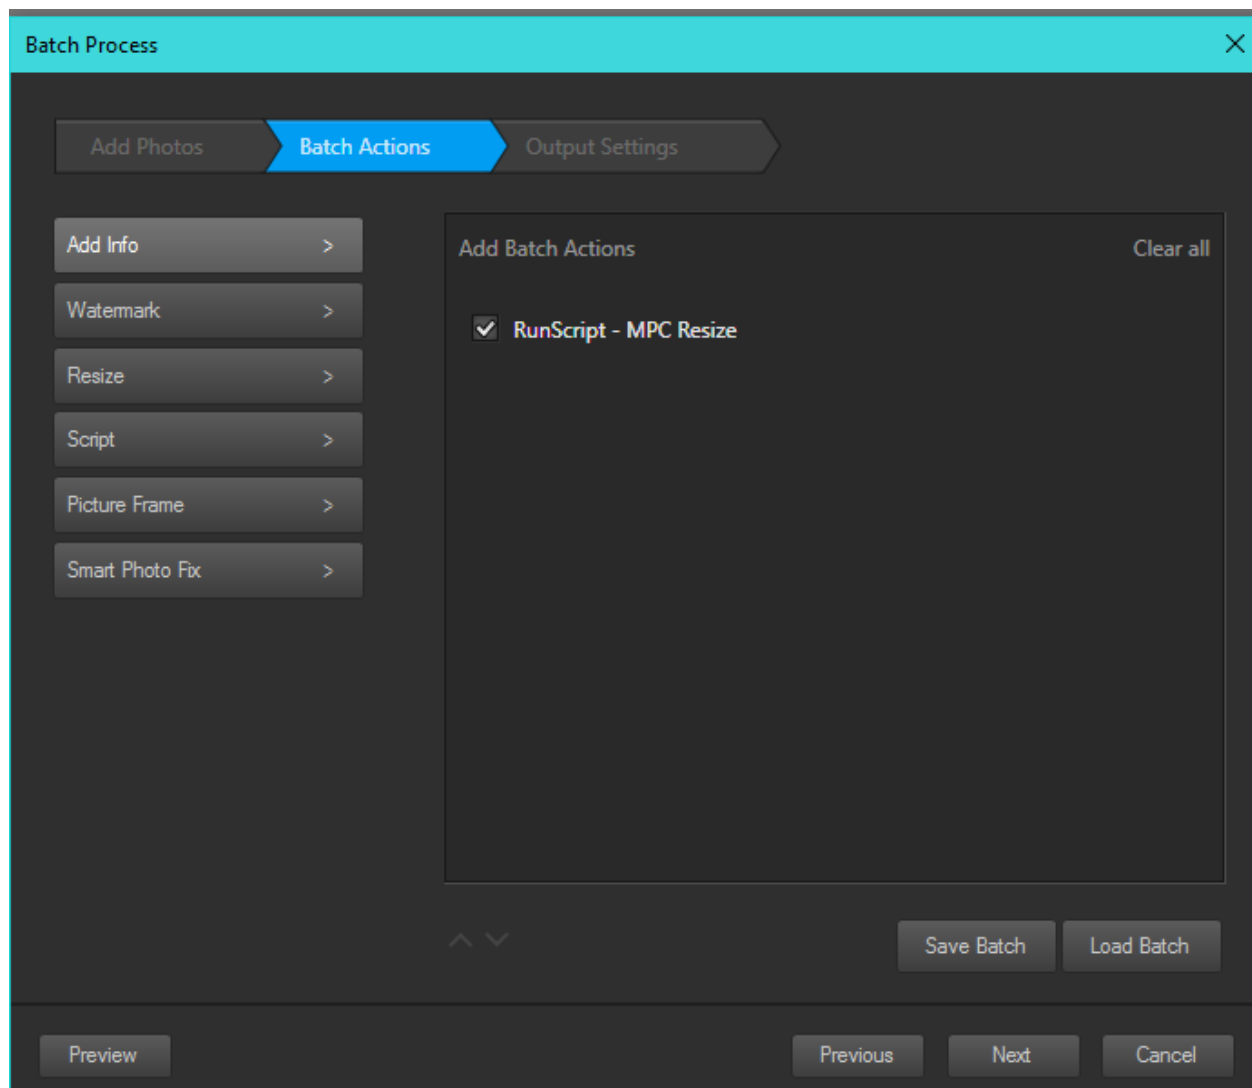 Batch Process
Add Photos
Batch Actions
Output Settings
Add Info >
Watermark >
Resize >
Script >
Picture Frame >
Smart Photo Fix >
Add Batch Actions
Clear all
RunScript - MPC Resize
Save Batch
Load Batch
Preview
Previous
Next
Cancel